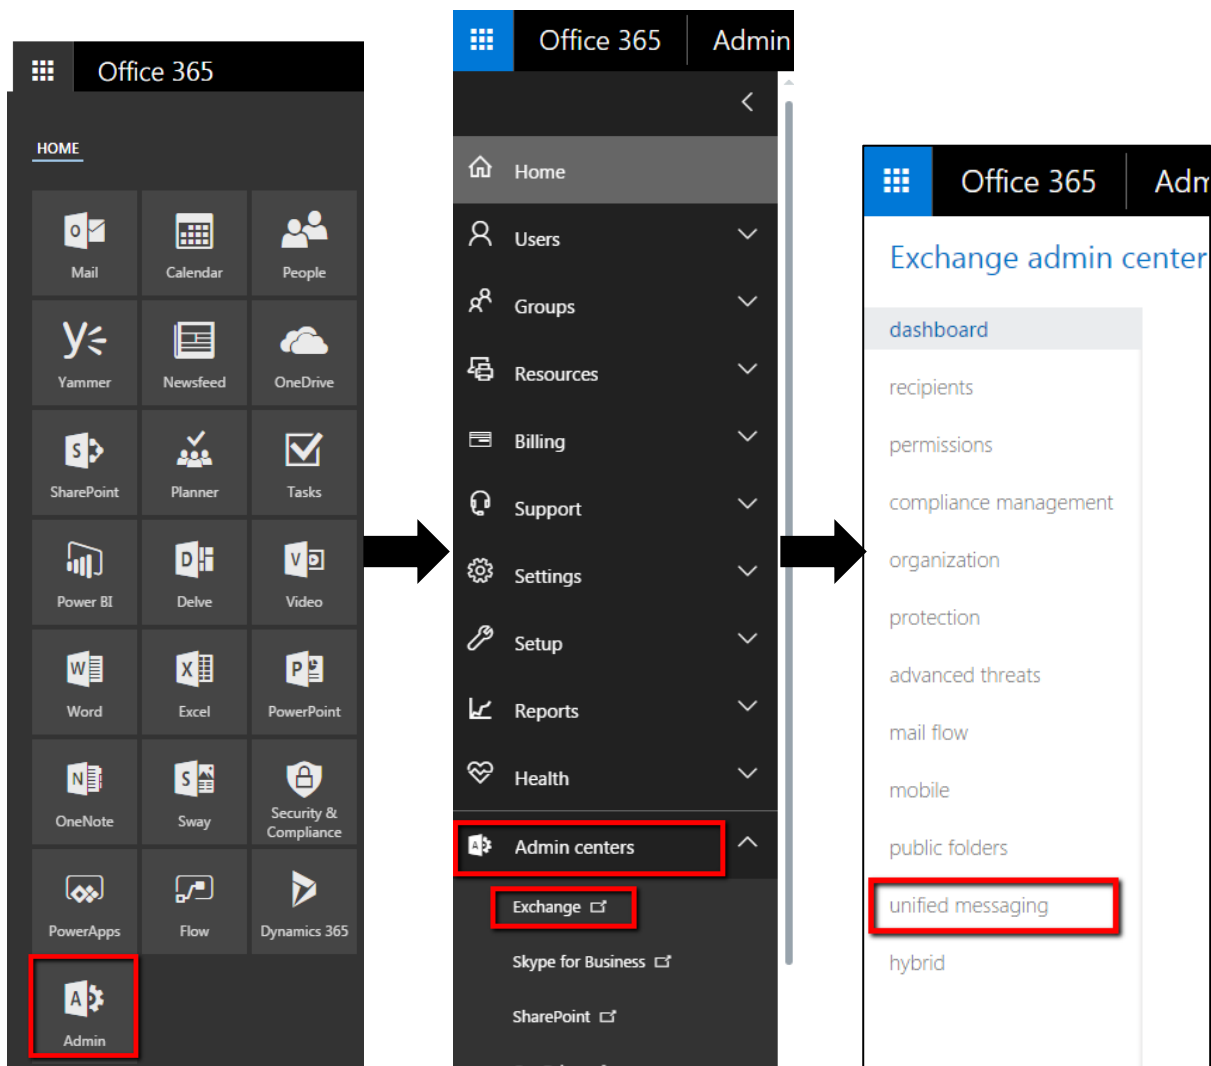 Office 365
HOME
Mail
Calendar
People
Yammer
Newsfeed
OneDrive
SharePoint
Planner
Tasks
Power BI
Delve
Video
Word
Excel
PowerPoint
OneNote
Sway
Security &
Compliance
PowerApps
Flow
Dynamics 365
Admin
Office 365
Admin
Home
Users
Groups
Resources
Billing
Support
Settings
Setup
Reports
Health
Admin centers
Exchange
Skype for Business
SharePoint
Office 365
Adm
Exchange admin center
dashboard
recipients
permissions
compliance management
organization
protection
advanced threats
mail flow
mobile
public folders
unified messaging
hybrid